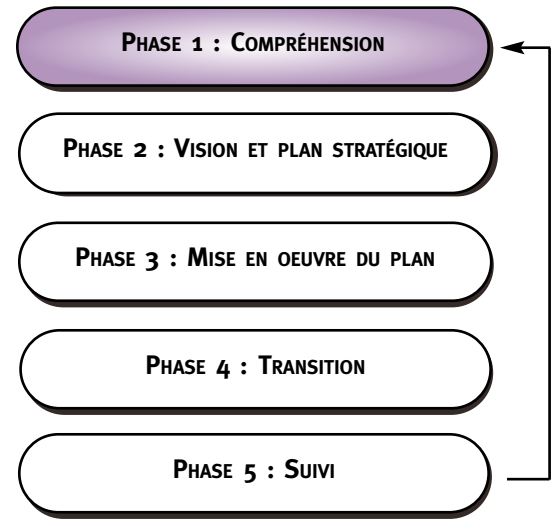 Phase 1 : Compréhension
Phase 2 : Vision et plan stratégique
Phase 3 : Mise en oeuvre du plan
Phase 4 : Transition
Phase 5 : Suivi